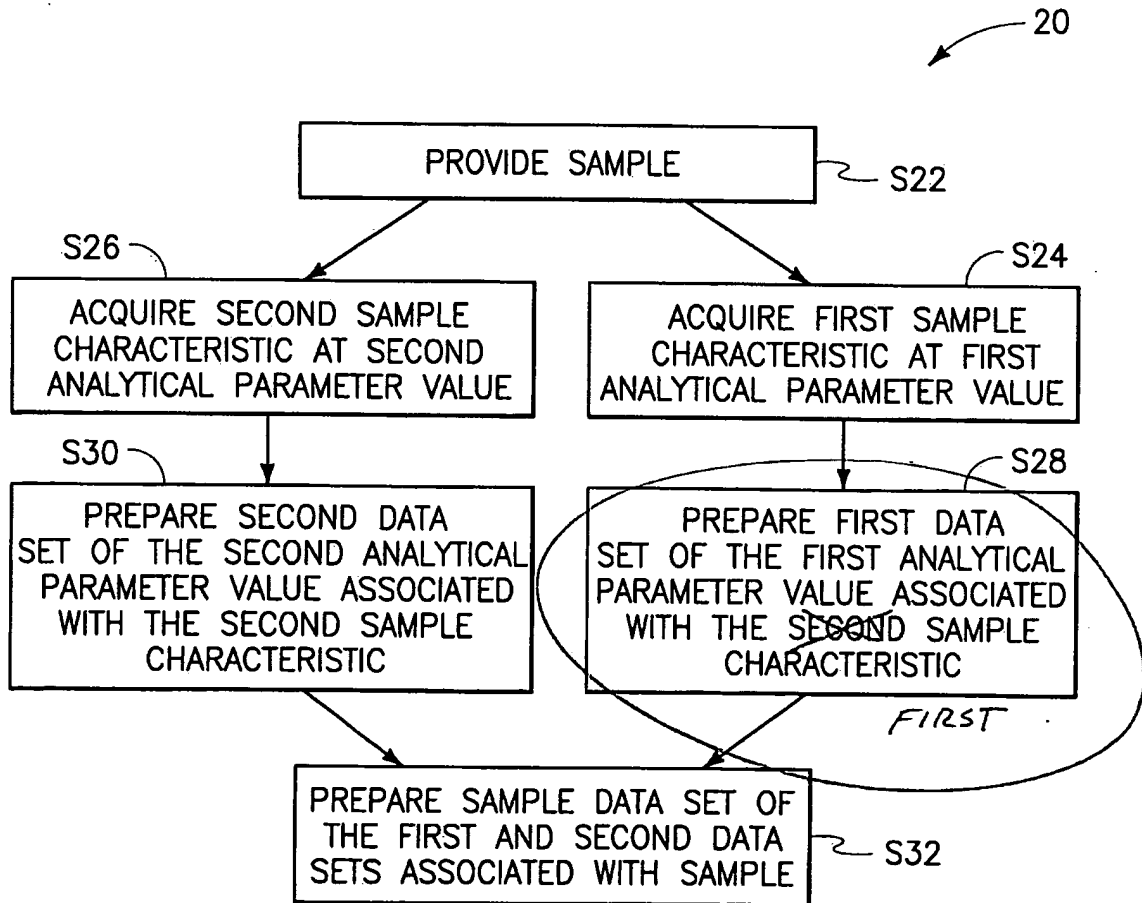 20
PROVIDE SAMPLE
S22
S26
ACQUIRE SECOND SAMPLE
CHARACTERISTIC AT SECOND
ANALYTICAL PARAMETER VALUE
S24
ACQUIRE FIRST SAMPLE
CHARACTERISTIC AT FIRST
ANALYTICAL PARAMETER VALUE
S30
PREPARE SECOND DATA
SET OF THE SECOND ANALYTICAL
PARAMETER VALUE ASSOCIATED
WITH THE SECOND SAMPLE
CHARACTERISTIC
S28
PREPARE FIRST DATA
SET OF THE FIRST ANALYTICAL
PARAMETER VALUE ASSOCIATED
WITH THE SECOND SAMPLE
CHARACTERISTIC
FIRST
PREPARE SAMPLE DATA SET OF
THE FIRST AND SECOND DATA
SETS ASSOCIATED WITH SAMPLE
S32